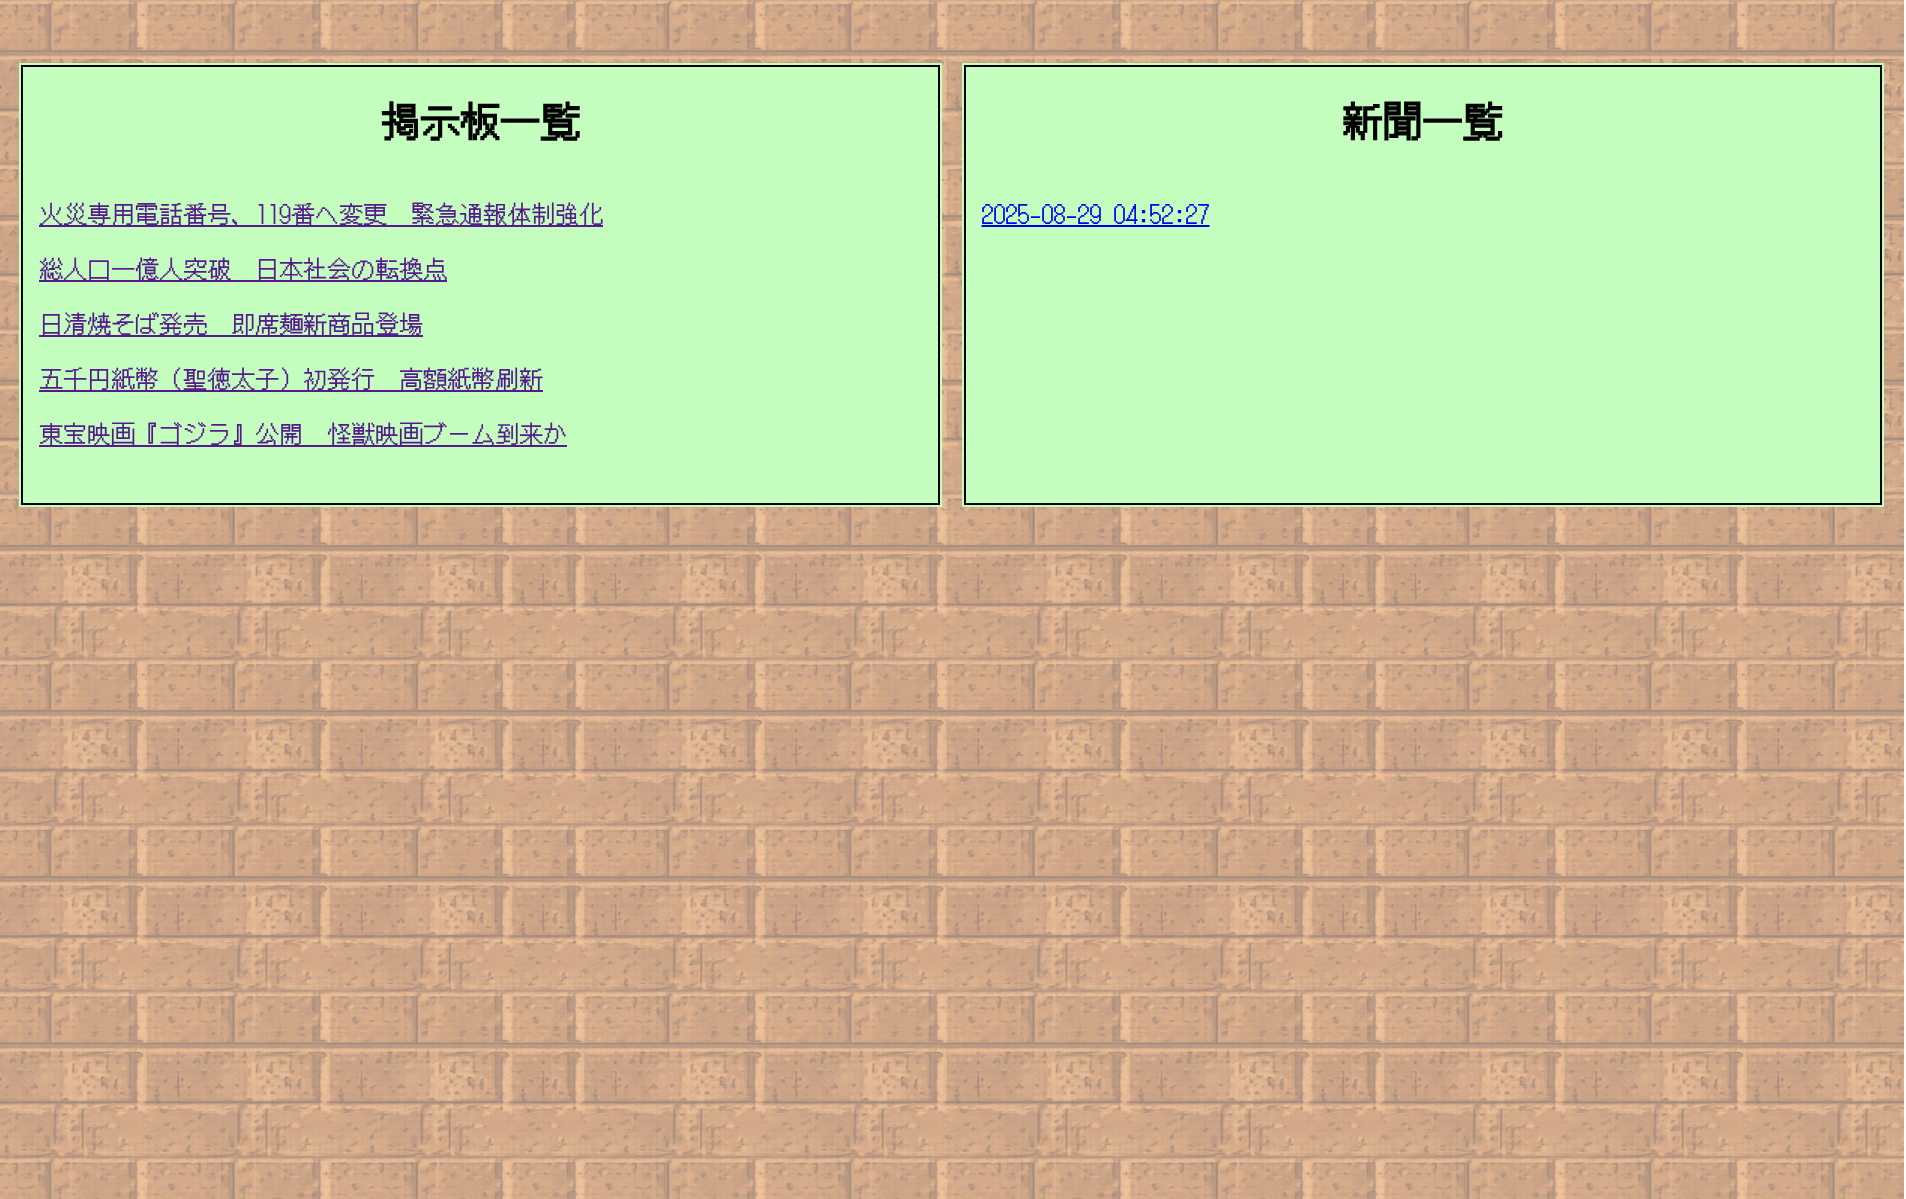 掲示板一覧
火災専用電話番号、119番へ変更　緊急通報体制強化
総人口一億人突破　日本社会の転換点
日清焼そば発売　即席麺新商品登場
五千円紙幣（聖徳太子）初発行　高額紙幣刷新
東宝映画『ゴジラ』公開　怪獣映画ブーム到来か
新聞一覧
2025-08-29 04:52:27